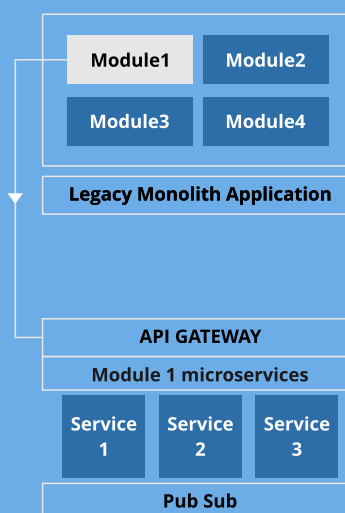 Module1 Module2
Module3 Module4
Legacy Monolith Application
API GATEWAY
Module 1 microservices
Service Service Service
1 2 3
Pub Sub